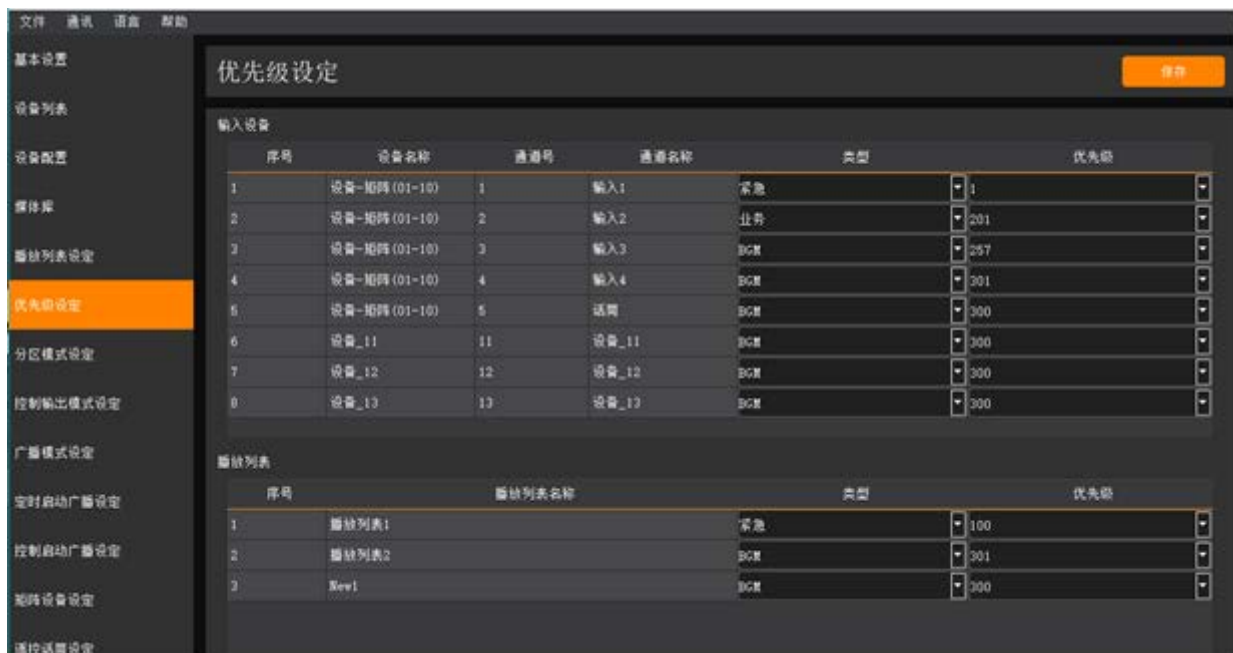 文件 通讯 语言 帮助
基本设置
设备列表
设备配置
媒体库
播放列表设定
优先级设定
分区模式设定
控制输出模式设定
广播模式设定
定时启动广播设定
控制启动广播设定
矩阵设备设定
遥控话筒设定
优先级设定
保存
输入设备
序号 设备名称 通道号 通道名称 类型 优先级
1 设备-矩阵(01-10) 1 输入1 紧急 1
2 设备-矩阵(01-10) 2 输入2 业务 201
3 设备-矩阵(01-10) 3 输入3 BGM 257
4 设备-矩阵(01-10) 4 输入4 BGM 301
5 设备-矩阵(01-10) 5 话筒 BGM 300
6 设备_11 11 设备_11 BGM 300
7 设备_12 12 设备_12 BGM 300
8 设备_13 13 设备_13 BGM 300
播放列表
序号 播放列表名称 类型 优先级
1 播放列表1 紧急 100
2 播放列表2 BGM 301
3 New1 BGM 300